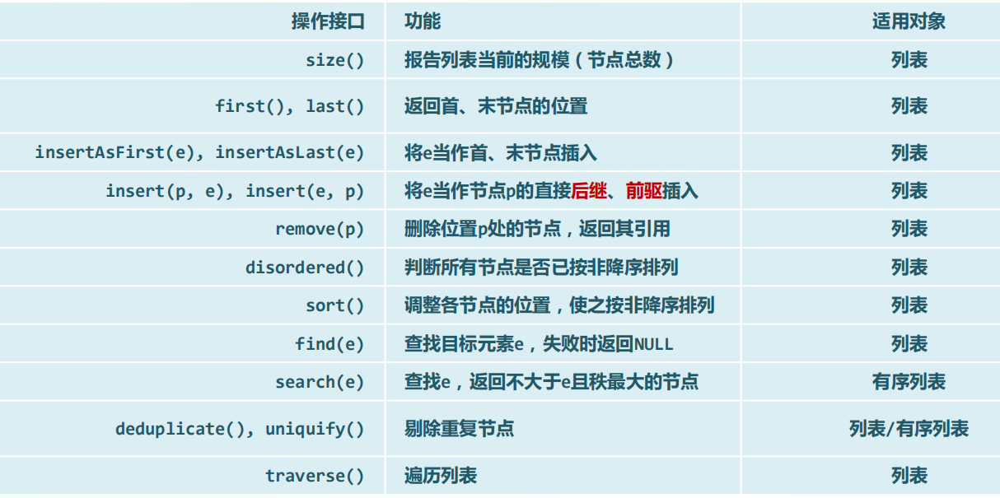 操作接口 功能 适用对象
size() 报告列表当前的规模（节点总数） 列表
first(), last() 返回首、末节点的位置 列表
insertAsFirst(e), insertAsLast(e) 将e当作首、末节点插入 列表
insert(p, e), insert(e, p) 将e当作节点p的直接后继、前驱插入 列表
remove(p) 删除位置p处的节点，返回其引用 列表
disordered() 判断所有节点是否已按非降序排列 列表
sort() 调整各节点的位置，使之按非降序排列 列表
find(e) 查找目标元素e，失败时返回NULL 列表
search(e) 查找e，返回不大于e且秩最大的节点 有序列表
deduplicate(), uniquify() 剔除重复节点 列表/有序列表
traverse() 遍历列表 列表